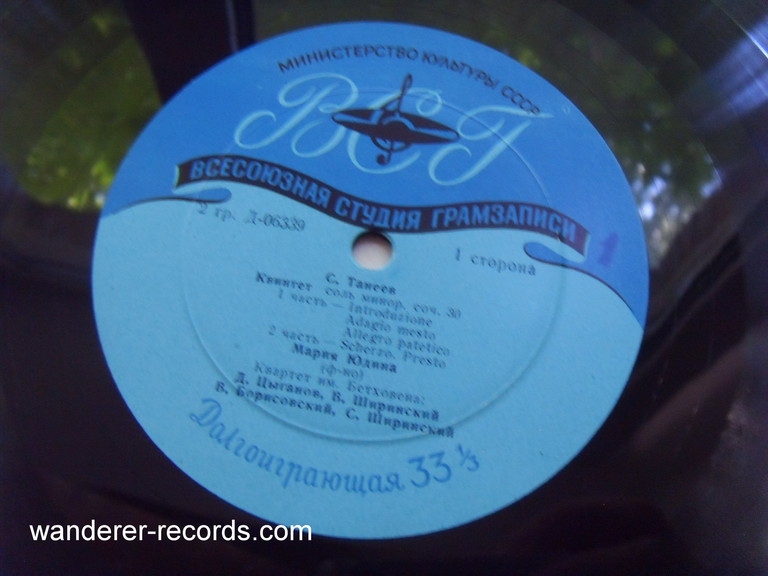 МИНИСТЕРСТВО КУЛЬТУРЫ СССР
ВСГ
ВСЕСОЮЗНАЯ СТУДИЯ ГРАМЗАПИСИ
2 гр. Д-06339
1 сторона
1
С. Танеев
Квинтет соль минор, соч. 30
1 часть — Introduzione
Adagio mesto
Allegro patetico
2 часть — Scherzo. Presto
Мария Юдина
(ф-но)
Квартет им. Бетховена:
Д. Цыганов, В. Ширинский
В. Борисовский, С. Ширинский
Долгоиграющая 33⅓
wanderer-records.com